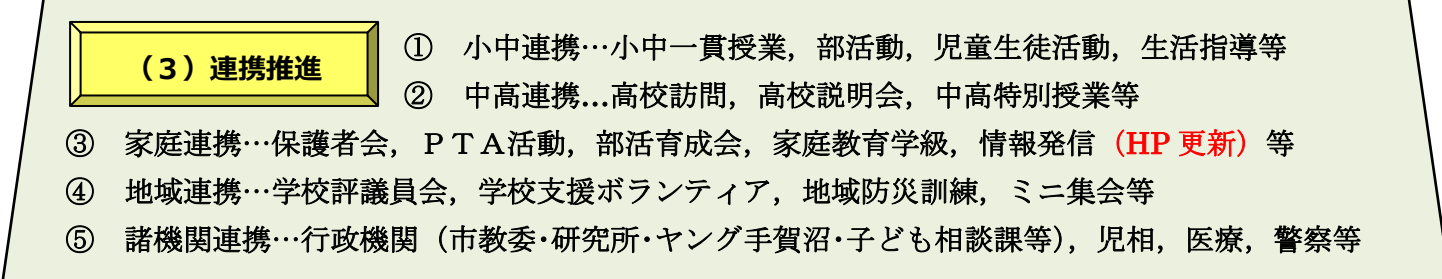 (3)連携推進
① 小中連携…小中一貫授業，部活動，児童生徒活動，生活指導等
② 中高連携…高校訪問，高校説明会，中高特別授業等
③ 家庭連携…保護者会，ＰＴＡ活動，部活育成会，家庭教育学級，情報発信（HP 更新）等
④ 地域連携…学校評議員会，学校支援ボランティア，地域防災訓練，ミニ集会等
⑤ 諸機関連携…行政機関（市教委･研究所･ヤング手賀沼･子ども相談課等），児相，医療，警察等